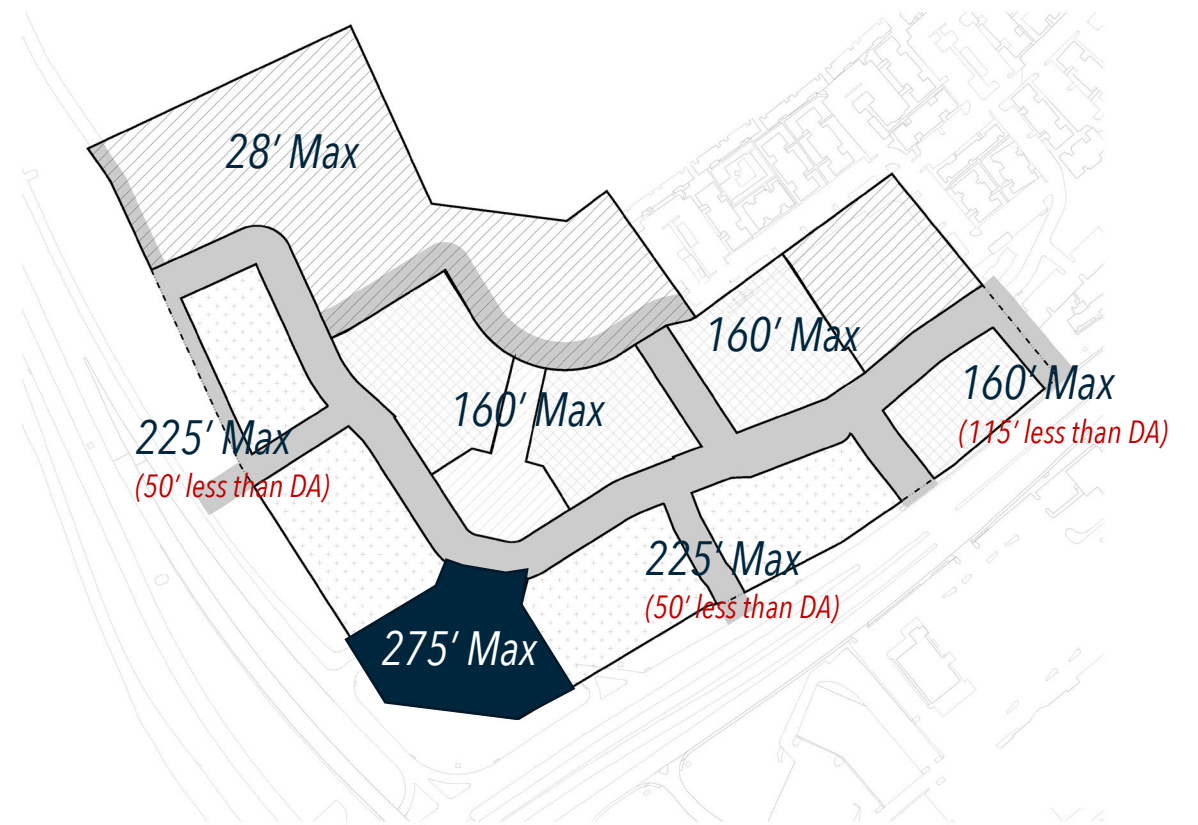 28' Max
160' Max
160' Max
(115' less than DA)
160' Max
225' Max
(50' less than DA)
225' Max
(50' less than DA)
275' Max